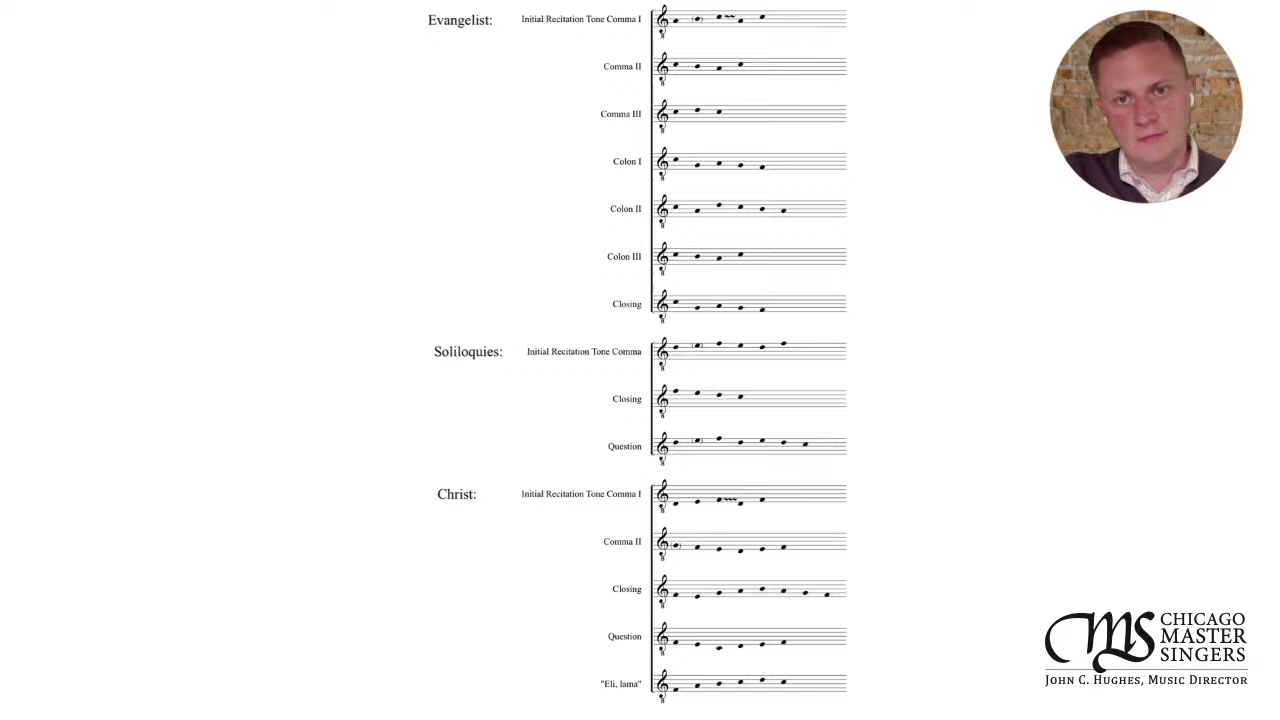 Evangelist: Initial Recitation Tone Comma I
Comma II
Comma III
Colon I
Colon II
Colon III
Closing
Soliloquies: Initial Recitation Tone Comma
Closing
Question
Christ: Initial Recitation Tone Comma I
Comma II
Closing
Question
"Eli, lama"
MS CHICAGO
MASTER
SINGERS
JOHN C. HUGHES, MUSIC DIRECTOR